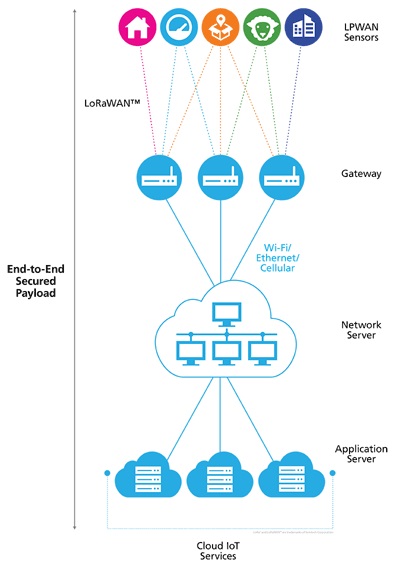 LPWAN
Sensors
LoRaWAN™
Gateway
Wi-Fi/
Ethernet/
Cellular
End-to-End
Secured
Payload
Network
Server
Application
Server
Cloud IoT
Services